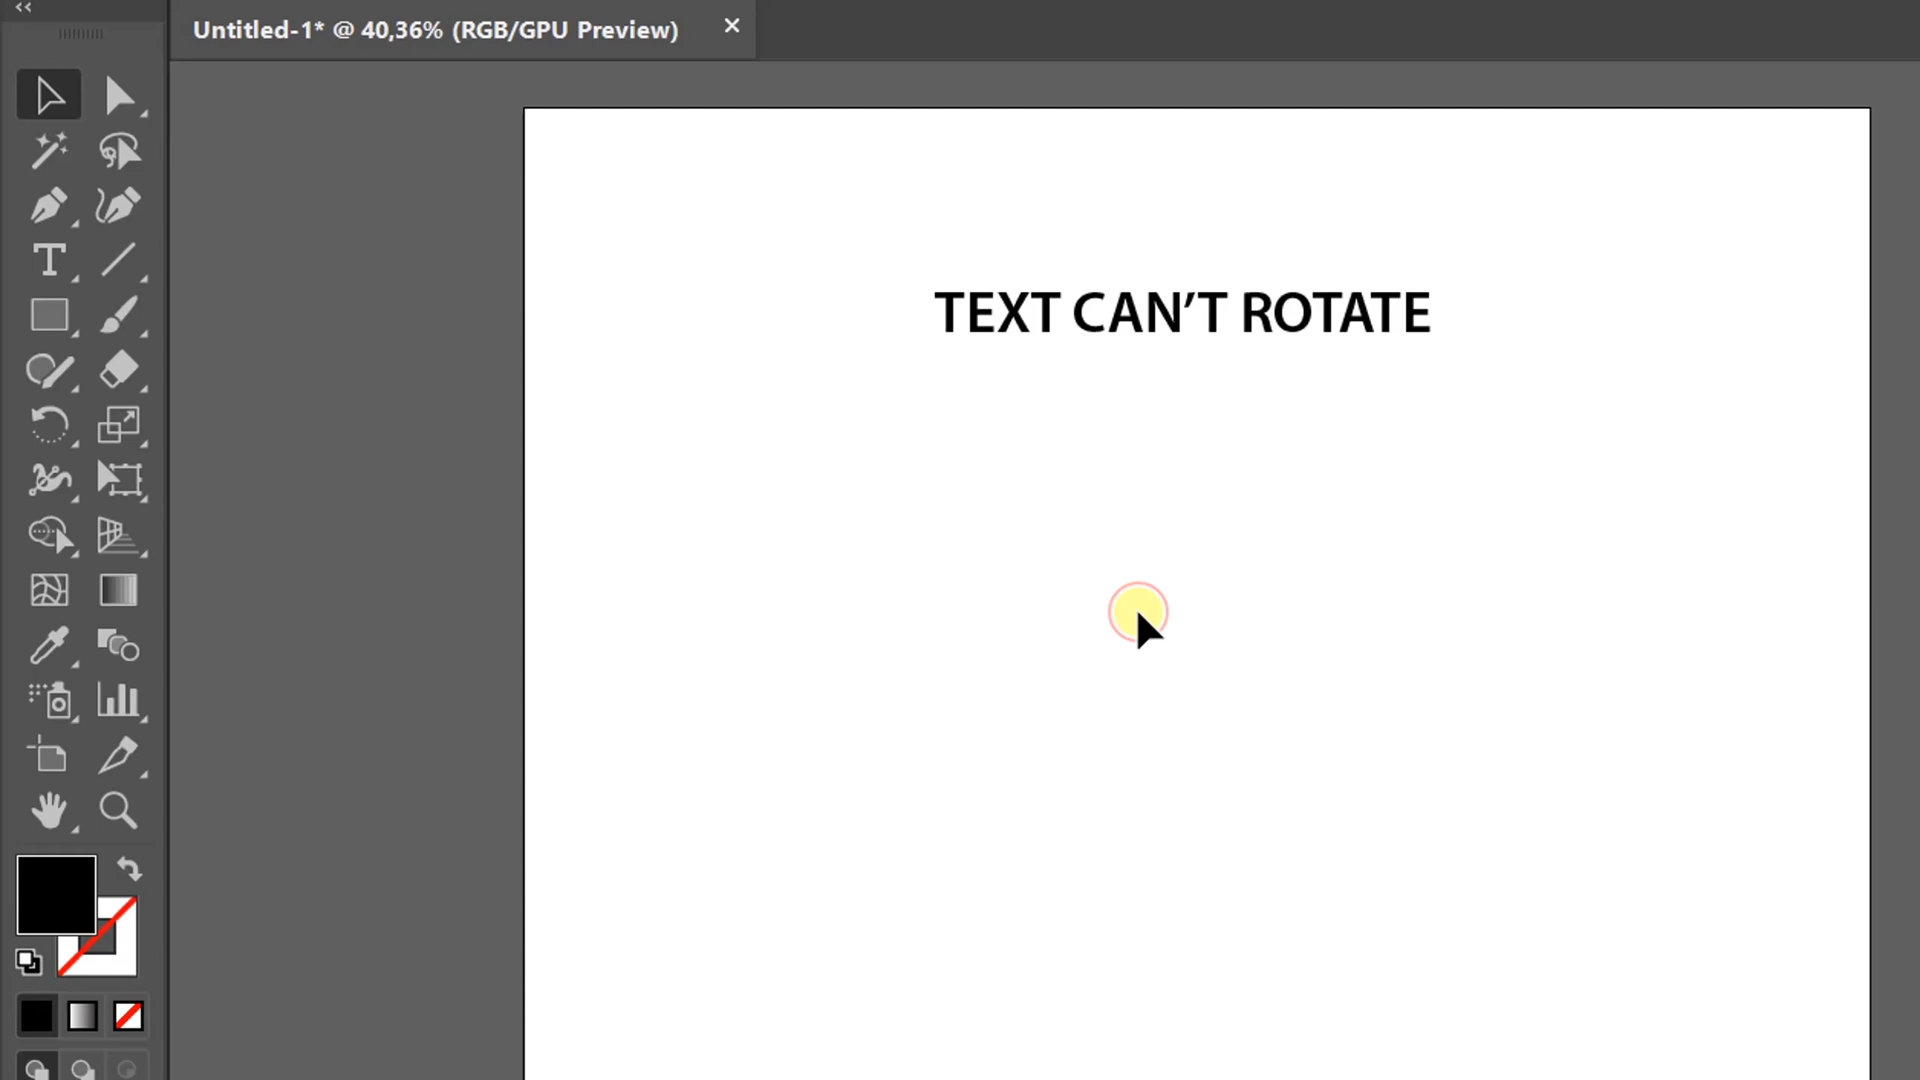 Untitled-1* @ 40,36% (RGB/GPU Preview)
TEXT CAN’T ROTATE